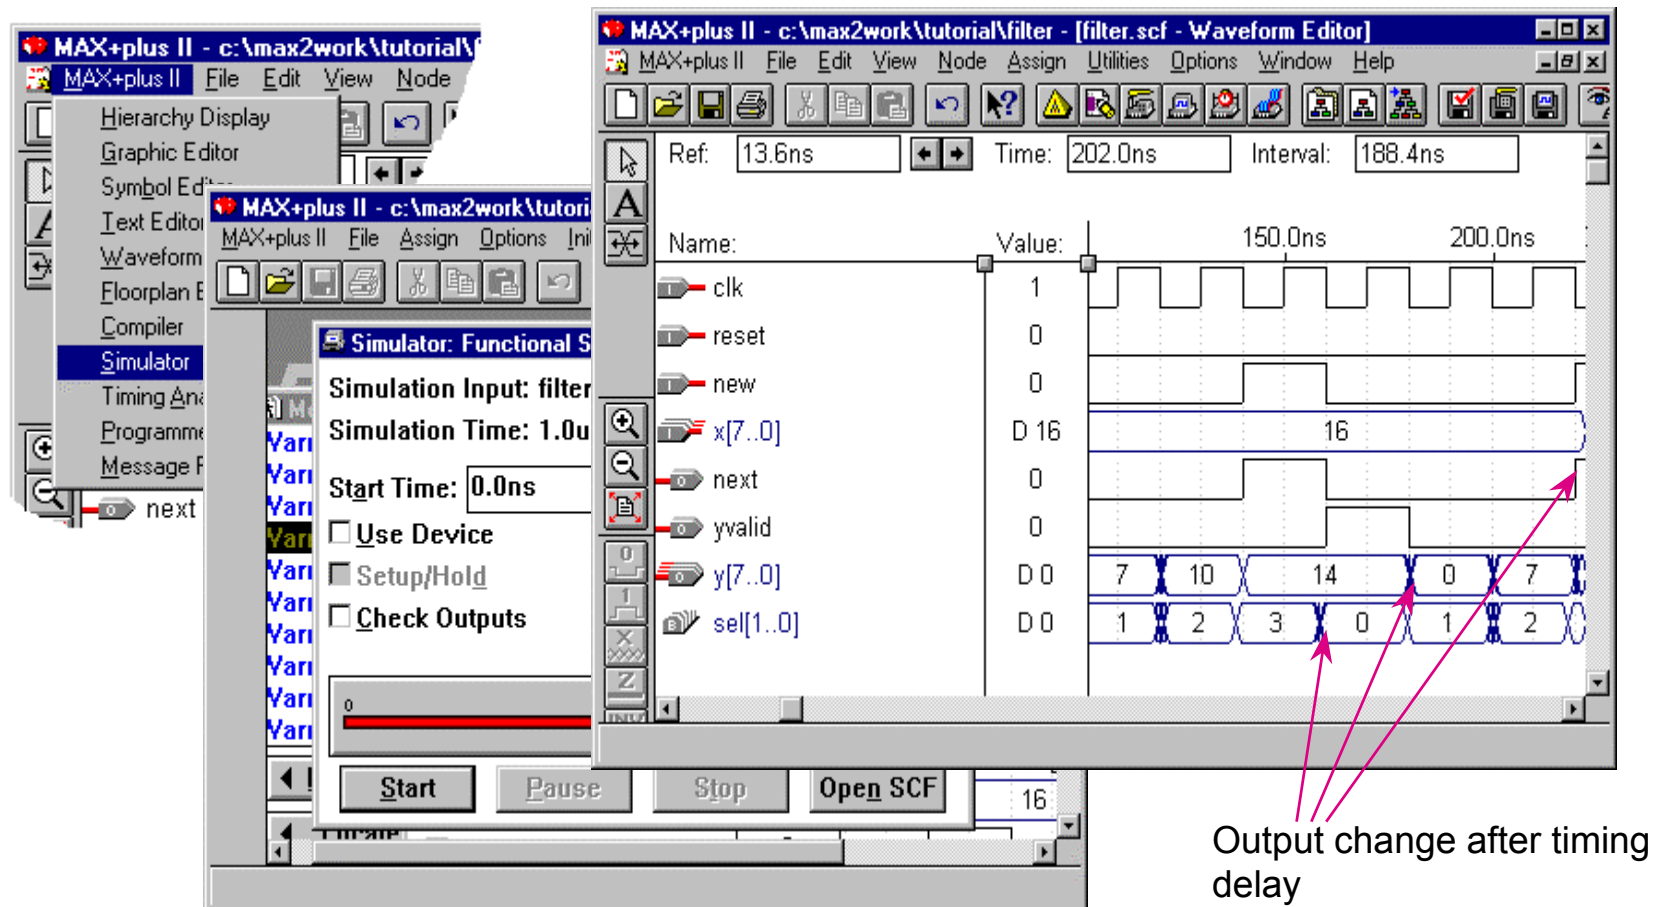 MAX+plus II - c:\max2work\tutorial\
MAX+plus II File Edit View Node
Hierarchy Display
Graphic Editor
Symbol Editor
Text Editor
Waveform
Floorplan
Compiler
Simulator
Timing
Programme
Message
next
MAX+plus II - c:\max2work\tutori
MAX+plus II File Assign Options Ini
Simulator: Functional S
Simulation Input: filter
Simulation Time: 1.0u
Start Time: 0.0ns
Use Device
Setup/Hold
Check Outputs
0
Start Pause Stop Open SCF
16
Locate
MAX+plus II - c:\max2work\tutorial\filter - [filter.scf - Waveform Editor]
MAX+plus II File Edit View Node Assign Utilities Options Window Help
Ref: 13.6ns Time: 202.0ns Interval: 188.4ns
Name: Value: 150.0ns 200.0ns
clk 1
reset 0
new 0
x[7..0] D 16 16
next 0
yvalid 0
y[7..0] D 0 7 10 14 0 7
sel[1..0] D 0 1 2 3 0 1 2
Output change after timing
delay